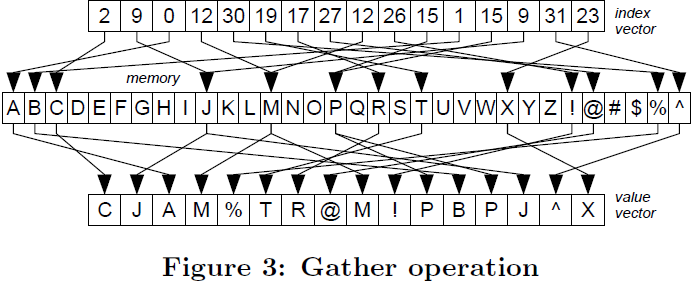 2 9 0 12 30 19 17 27 12 26 15 1 15 9 31 23 index vector
memory
A B C D E F G H I J K L M N O P Q R S T U V W X Y Z ! @ # $ % ^
C J A M % T R @ M ! P B P J ^ X value vector
Figure 3: Gather operation